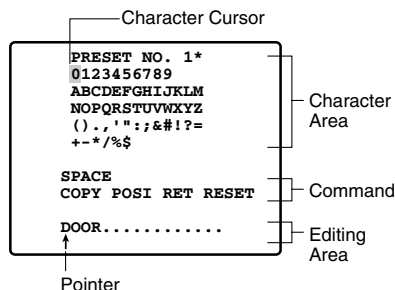 Character Cursor
PRESET NO. 1*
0123456789
ABCDEFGHIJKLM
NOPQRSTUVWXYZ
().,'":;&#!?=
+-*/%$
Character
Area
SPACE
COPY POSI RET RESET
Command
DOOR............
Editing
Area
Pointer